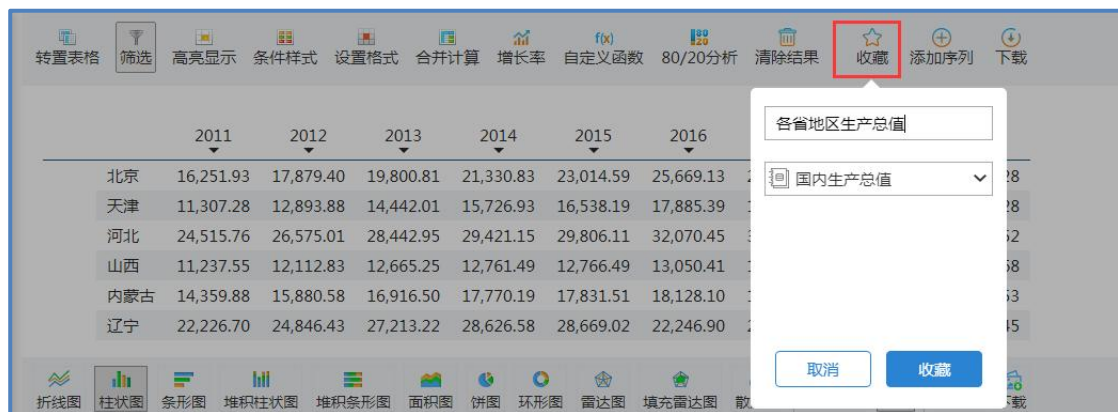 转置表格 筛选 高亮显示 条件样式 设置格式 合并计算 增长率 f(x) 自定义函数 80/20分析 清除结果 收藏 添加序列 下载
各省地区生产总值
2011 2012 2013 2014 2015 2016
国内生产总值
北京 16,251.93 17,879.40 19,800.81 21,330.83 23,014.59 25,669.13 28
天津 11,307.28 12,893.88 14,442.01 15,726.93 16,538.19 17,885.39 28
河北 24,515.76 26,575.01 28,442.95 29,421.15 29,806.11 32,070.45 52
山西 11,237.55 12,112.83 12,665.25 12,761.49 12,766.49 13,050.41 58
内蒙古 14,359.88 15,880.58 16,916.50 17,770.19 17,831.51 18,128.10 53
辽宁 22,226.70 24,846.43 27,213.22 28,626.58 28,669.02 22,246.90 45
取消 收藏
折线图 柱状图 条形图 堆积柱状图 堆积条形图 面积图 饼图 环形图 雷达图 填充雷达图 散 下载